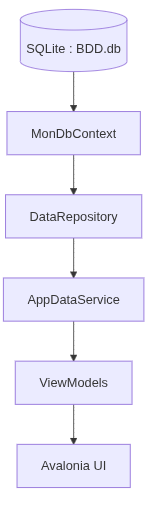 SQLite : BDD.db
MonDbContext
DataRepository
AppDataService
ViewModels
Avalonia UI